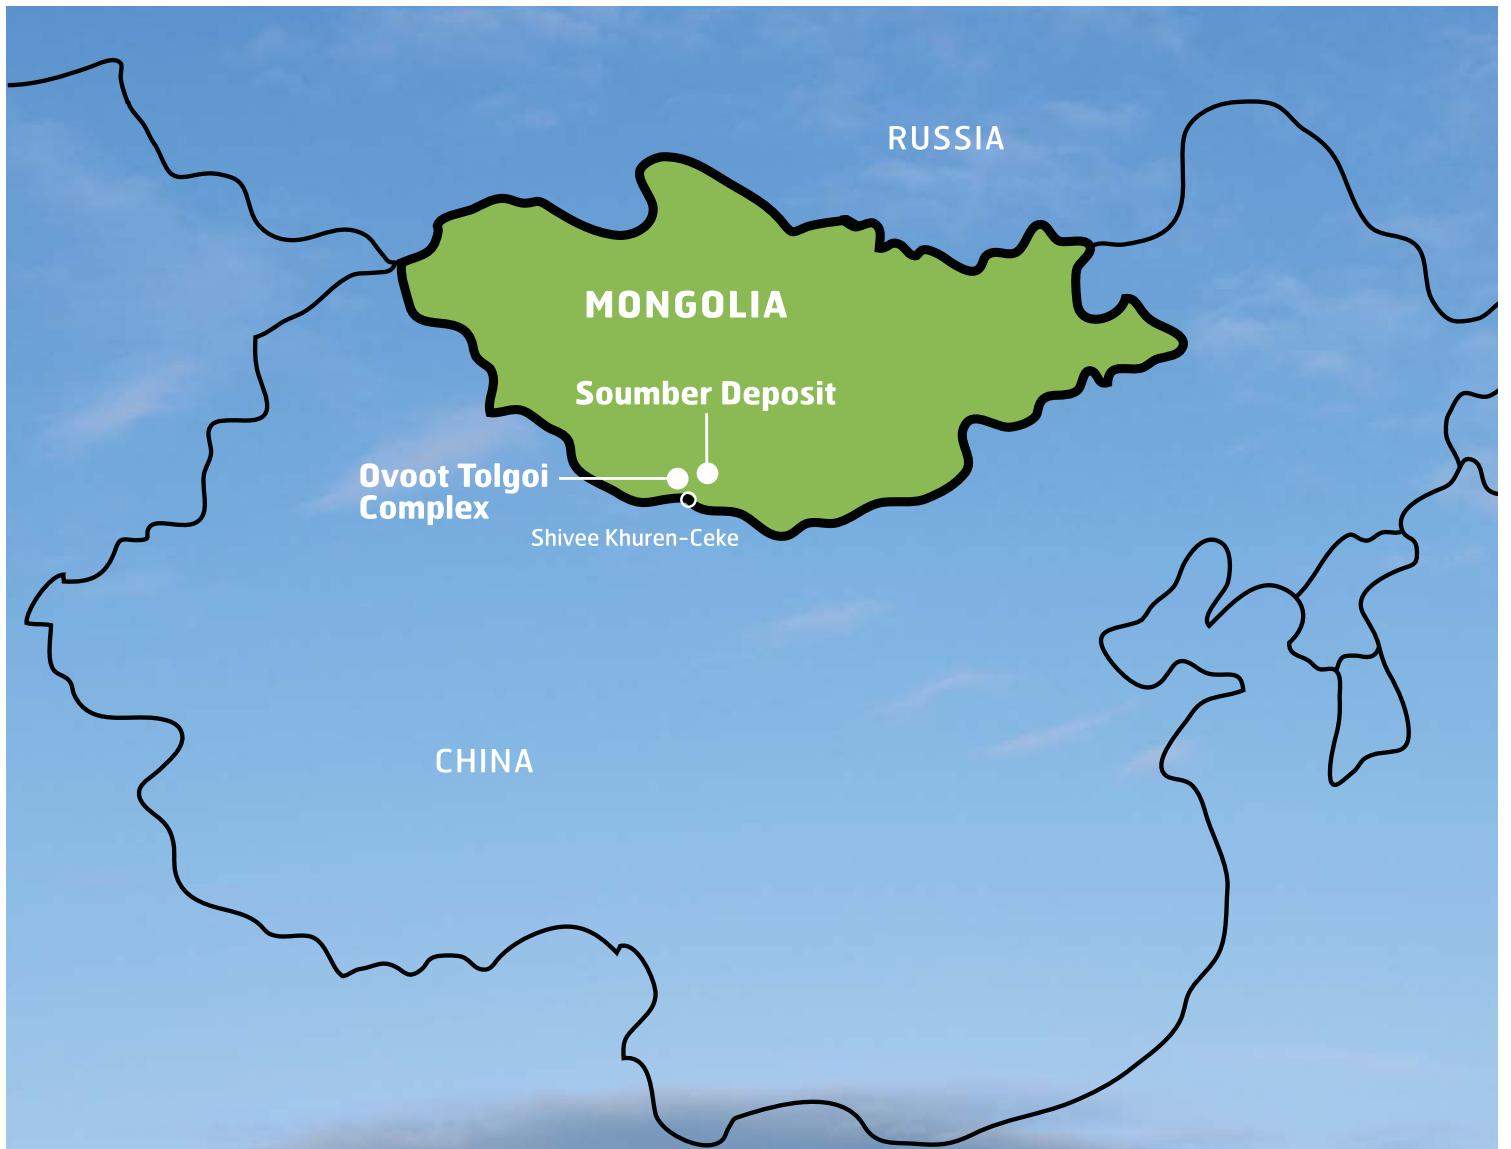 RUSSIA
MONGOLIA
Soumber Deposit
Ovoot Tolgoi
Complex
Shivee Khuren-Ceke
CHINA